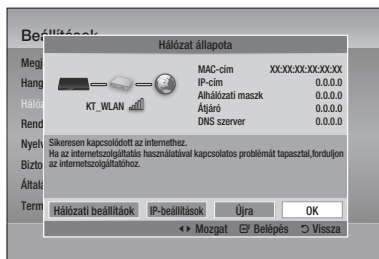 Beállítások
Hálózat állapota
Megj
Hang
Háló
Rend
Nyelv
Bizto
Által
Term
KT_WLAN
MAC-cím XX:XX:XX:XX:XX:XX
IP-cím 0.0.0.0
Alhálózati maszk 0.0.0.0
Átjáró 0.0.0.0
DNS szerver 0.0.0.0
Sikeresen kapcsolódott az internethez.
Ha az internetszolgáltatás használatával kapcsolatos problémát tapasztal,forduljon
az internetszolgáltatóhoz.
Hálózati beállítáok IP-beállítások Újra OK
Mozgat Belépés Vissza